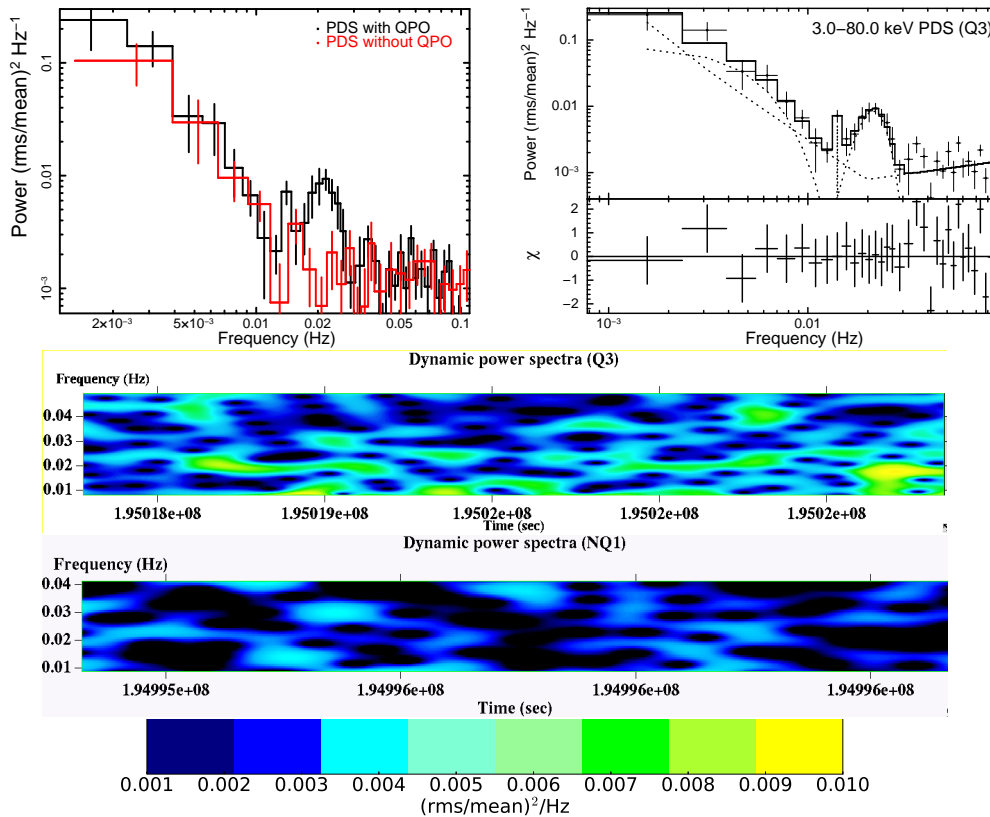 PDS with QPO
PDS without QPO
Power (rms/mean)² Hz⁻¹
0.1
0.01
10⁻³
2×10⁻³ 5×10⁻³ 0.01 0.02 0.05 0.1
Frequency (Hz)
3.0–80.0 keV PDS (Q3)
Power (rms/mean)² Hz⁻¹
0.1
0.01
10⁻³
χ
2
1
0
−1
−2
10⁻³ 0.01
Frequency (Hz)
Dynamic power spectra (Q3)
Frequency (Hz)
0.04
0.03
0.02
0.01
1.95018e+08 1.95019e+08 1.9502e+08 1.9502e+08 1.9502e+08
Time (sec)
Dynamic power spectra (NQ1)
Frequency (Hz)
0.04
0.03
0.02
0.01
1.94995e+08 1.94996e+08 1.94996e+08 1.94996e+08
Time (sec)
0.001 0.002 0.003 0.004 0.005 0.006 0.007 0.008 0.009 0.010
(rms/mean)²/Hz